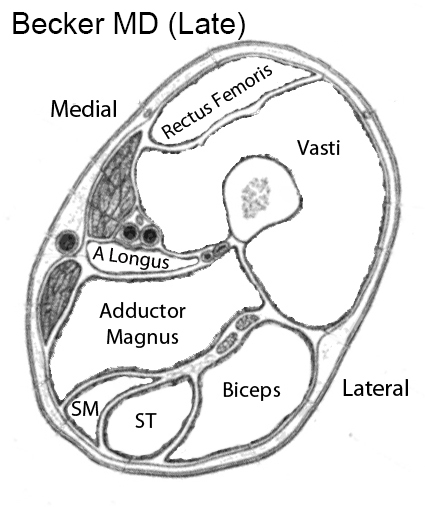 Becker MD (Late)
Medial
Rectus Femoris
Vasti
A Longus
Adductor
Magnus
SM
ST
Biceps
Lateral